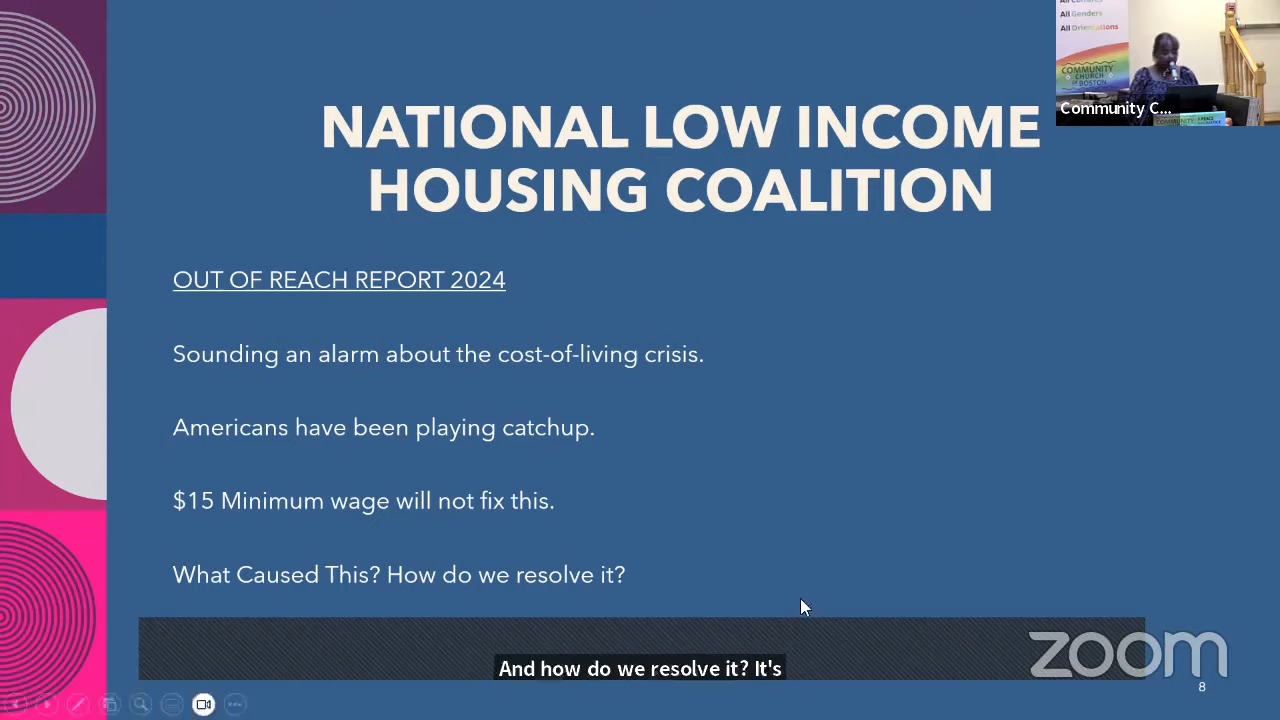 All Genders
All Orientations
COMMUNITY
CHURCH
OF BOSTON
Community C...
NATIONAL LOW INCOME
HOUSING COALITION
OUT OF REACH REPORT 2024
Sounding an alarm about the cost-of-living crisis.
Americans have been playing catchup.
$15 Minimum wage will not fix this.
What Caused This? How do we resolve it?
And how do we resolve it? It's
zoom
8